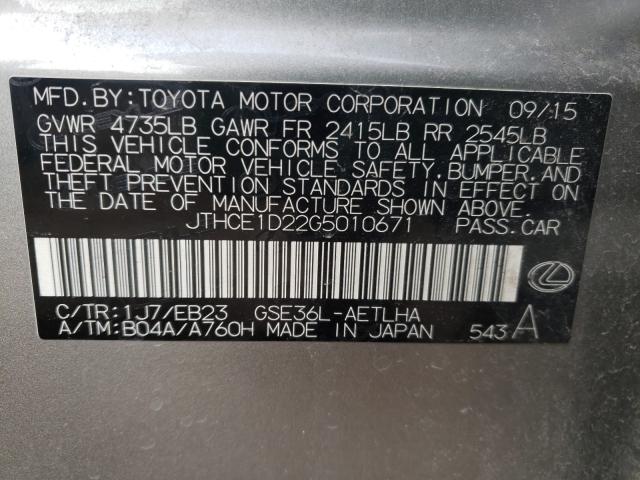 MFD. BY: TOYOTA MOTOR CORPORATION 09/15
GVWR 4735LB GAWR FR 2415LB RR 2545LB
THIS VEHICLE CONFORMS TO ALL APPLICABLE
FEDERAL MOTOR VEHICLE SAFETY, BUMPER, AND
THEFT PREVENTION STANDARDS IN EFFECT ON
THE DATE OF MANUFACTURE SHOWN ABOVE.
JTHCE1D22G5010671 PASS. CAR
C/TR: 1J7/EB23 GSE36L-AETLHA
A/TM: B04A/A760H MADE IN JAPAN 543 A